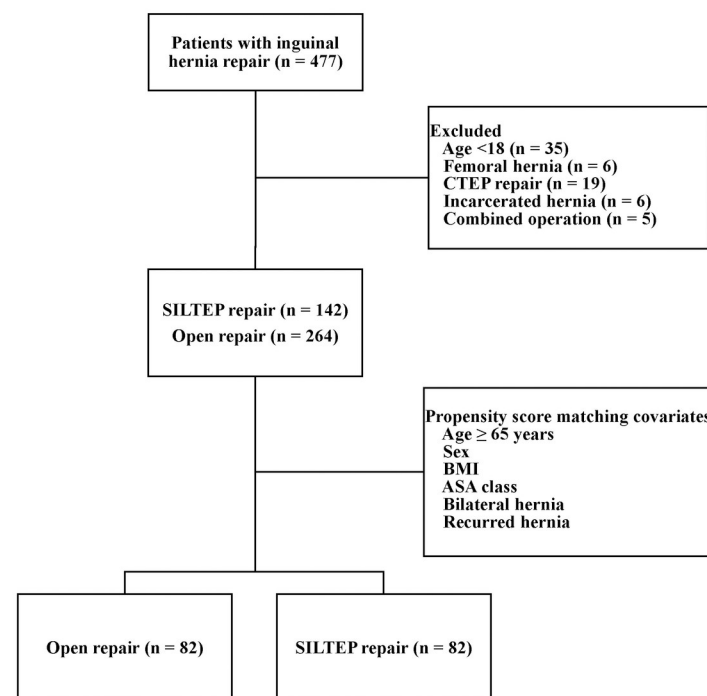 Patients with inguinal
hernia repair (n = 477)
Excluded
Age <18 (n = 35)
Femoral hernia (n = 6)
CTEP repair (n = 19)
Incarcerated hernia (n = 6)
Combined operation (n = 5)
SILTEP repair (n = 142)
Open repair (n = 264)
Propensity score matching covariates
Age ≥ 65 years
Sex
BMI
ASA class
Bilateral hernia
Recurred hernia
Open repair (n = 82)
SILTEP repair (n = 82)